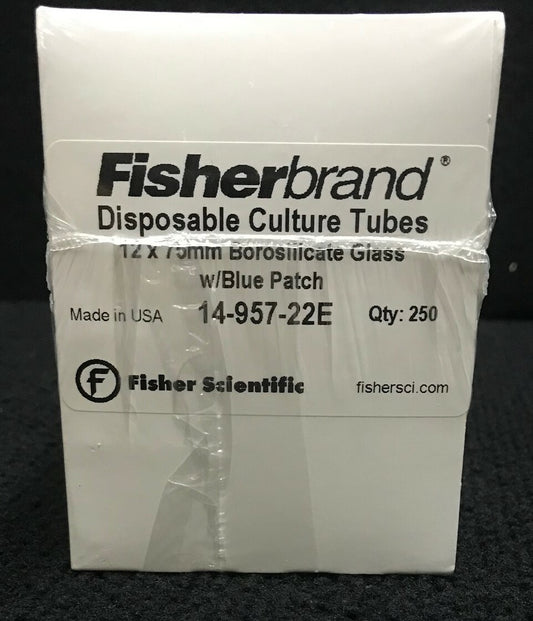 Fisherbrand®
Disposable Culture Tubes
12 x 75mm Borosilicate Glass
w/Blue Patch
Made in USA 14-957-22E Qty: 250
f Fisher Scientific fishersci.com